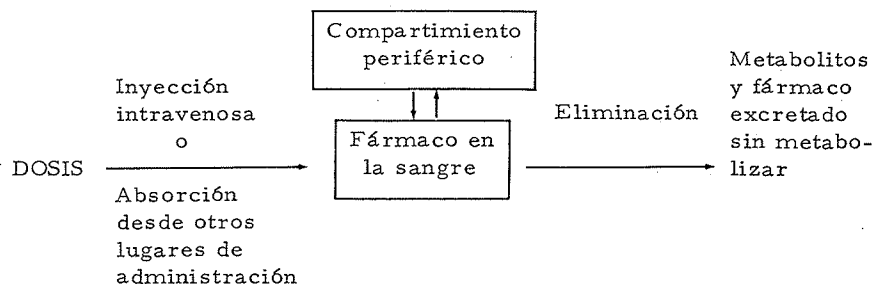 Compartimiento
periférico
Inyección
intravenosa
o
DOSIS
Absorción
desde otros
lugares de
administración
Fármaco en
la sangre
Eliminación
Metabolitos
y fármaco
excretado
sin metabo-
lizar